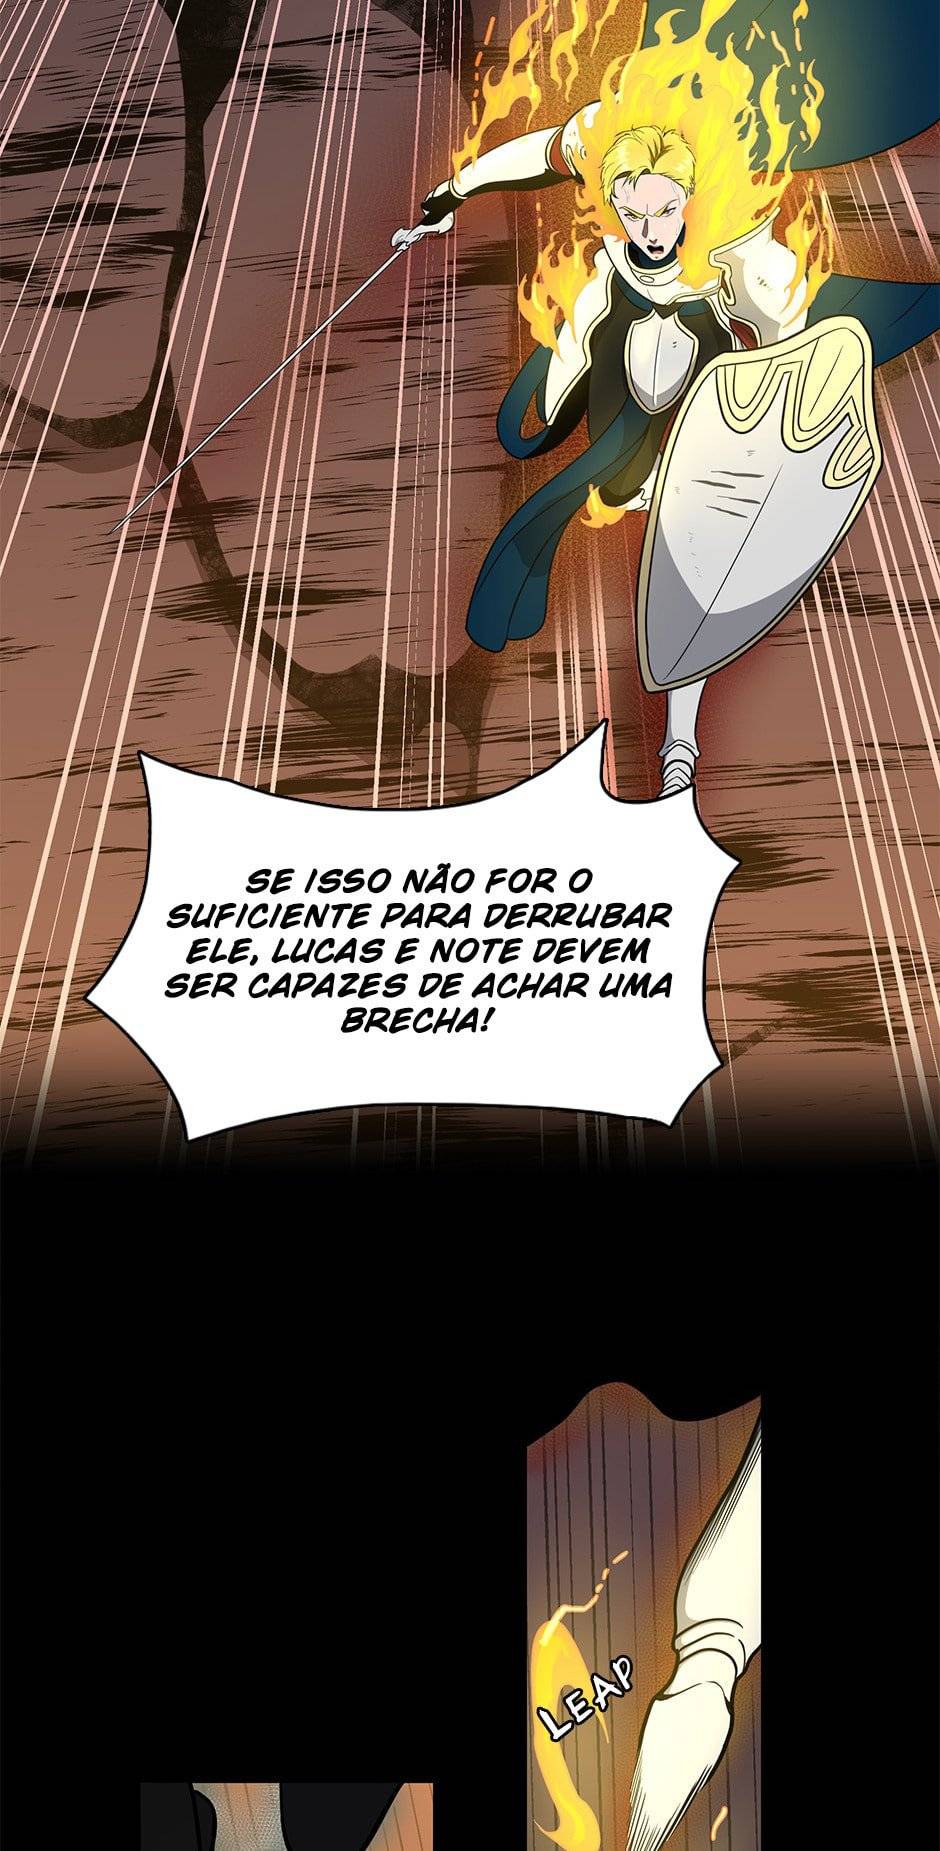 SE ISSO NÃO FOR O
SUFICIENTE PARA DERRUBAR
ELE, LUCAS E NOTE DEVEM
SER CAPAZES DE ACHAR UMA
BRECHA!
LEAP